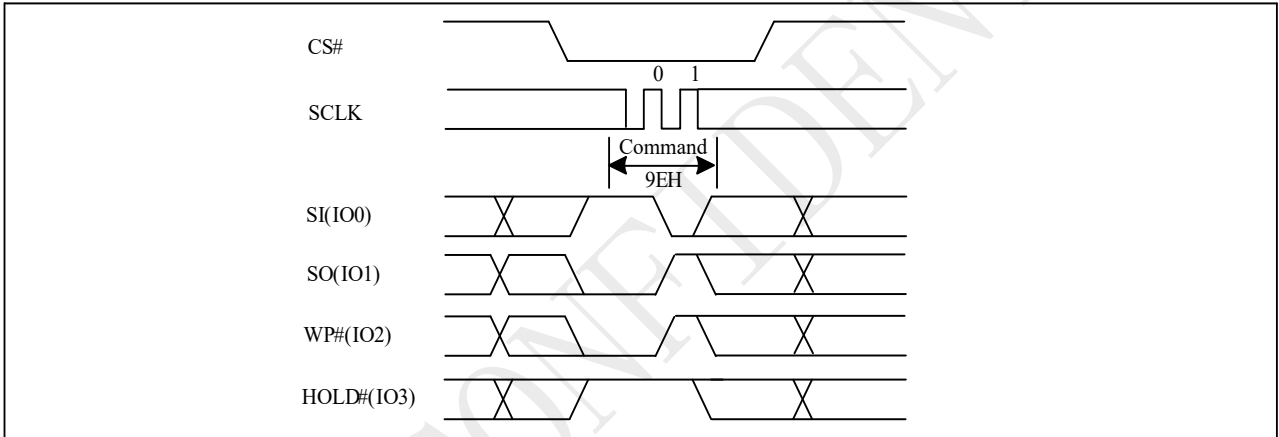 CS#
0 1
SCLK
Command
9EH
SI(IO0)
SO(IO1)
WP#(IO2)
HOLD#(IO3)